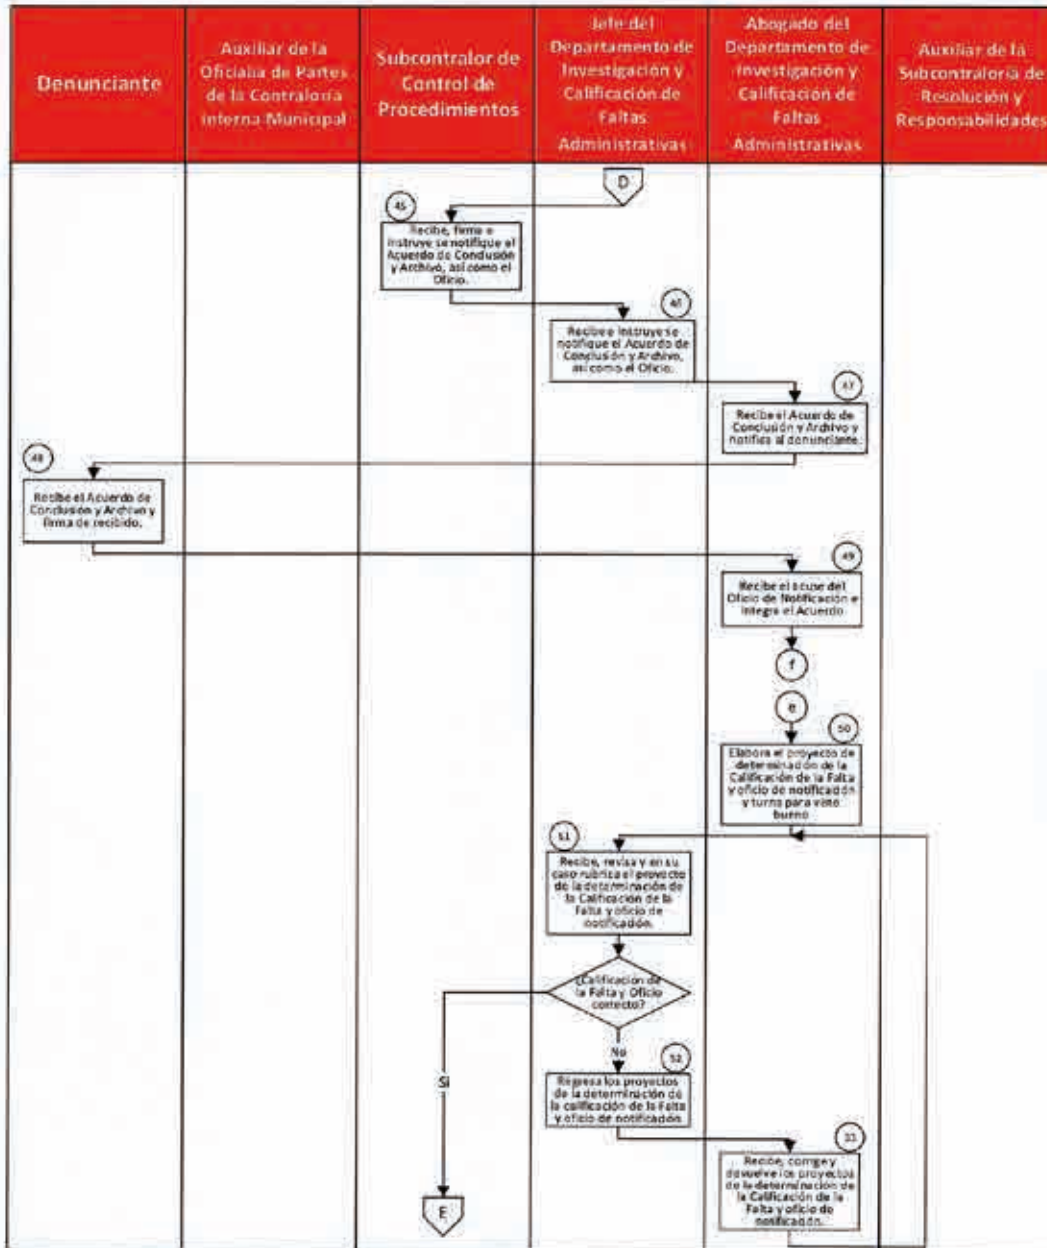 Denunciante
Auxiliar de la
Oficialía de Partes
de la Contraloría
Interna Municipal
Subcontralor de
Control de
Procedimientos
Jefe del
Departamento de
Investigación y
Calificación de
Faltas
Administrativas
Abogado del
Departamento de
Investigación y
Calificación de
Faltas
Administrativas
Auxiliar de la
Subcontraloría de
Resolución y
Responsabilidades
D
45
Recibe, firma e
instruye se notifique el
Acuerdo de Conclusión
y Archivo, así como el
Oficio.
46
Recibe e instruye se
notifique el Acuerdo de
Conclusión y Archivo,
así como el Oficio.
47
Recibe el Acuerdo de
Conclusión y Archivo y
notifica al denunciante.
48
Recibe el Acuerdo de
Conclusión y Archivo y
firma de recibido.
49
Recibe el acuse del
Oficio de Notificación e
integra el Acuerdo
f
e
50
Elabora el proyecto de
determinación de la
Calificación de la Falta
y oficio de notificación
y turna para visto
bueno
51
Recibe, revisa y en su
caso rubrica el proyecto
de la determinación de
la Calificación de la
Falta y oficio de
notificación.
¿Calificación de
la Falta y Oficio
correcto?
No
Si
52
Regresa los proyectos
de la determinación de
la calificación de la Falta
y oficio de notificación
53
Recibe, corrige y
devuelve los proyectos
de la determinación de
la Calificación de la
Falta y oficio de
notificación.
E